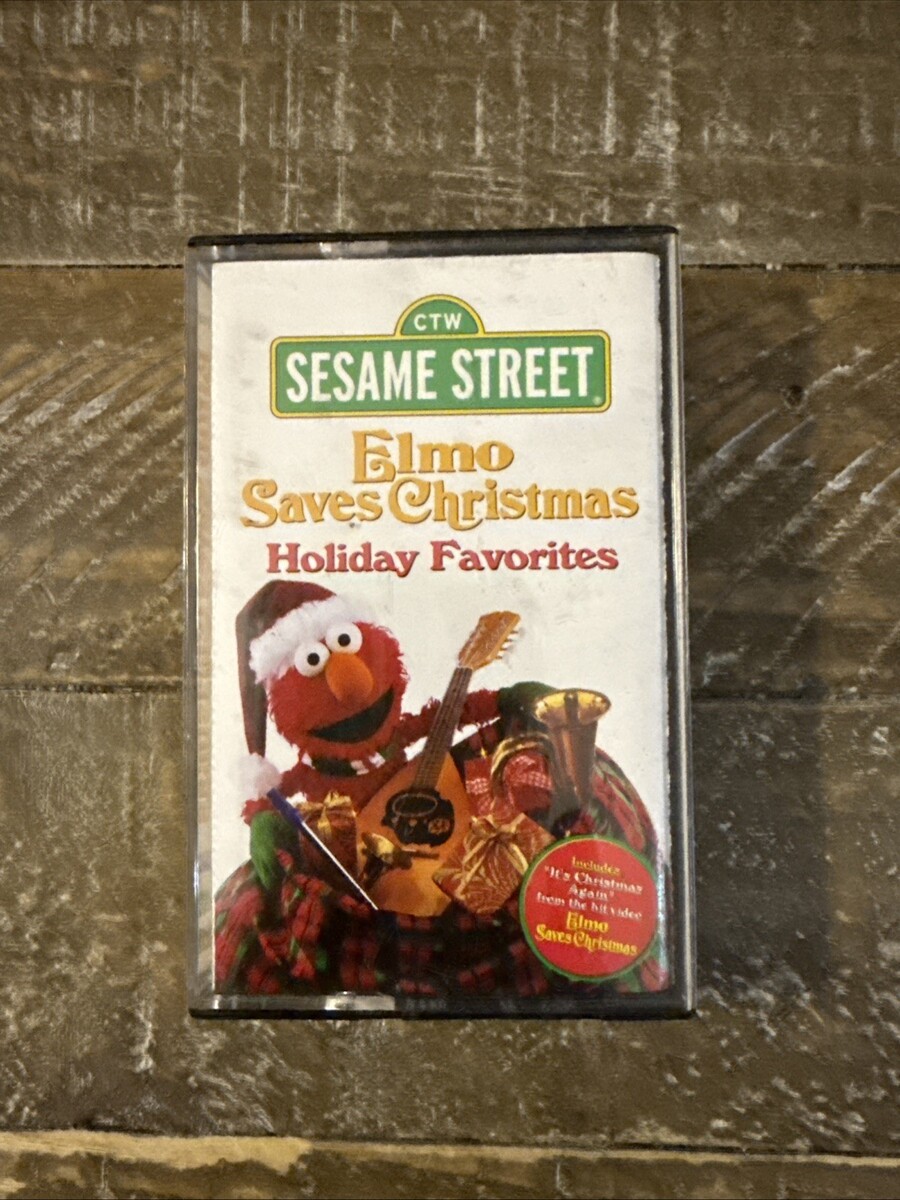 CTW
SESAME STREET
Elmo
Saves Christmas
Holiday Favorites
Includes
"It's Christmas
Again"
from the hit video
Elmo
Saves Christmas